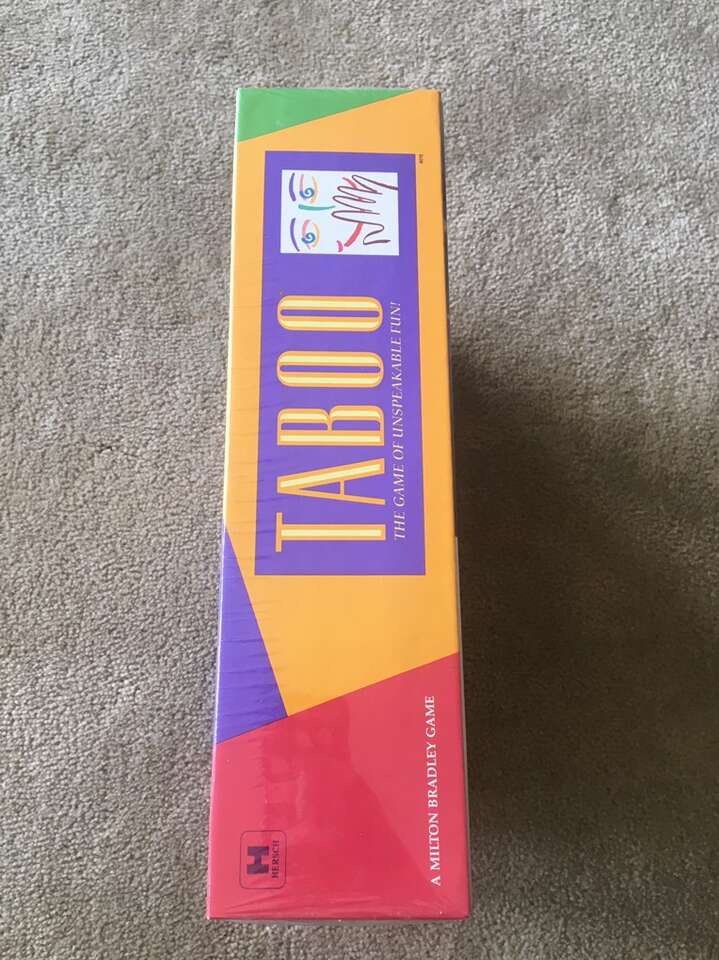 TABOO
THE GAME OF UNSPEAKABLE FUN!
H
HERSCH
A MILTON BRADLEY GAME